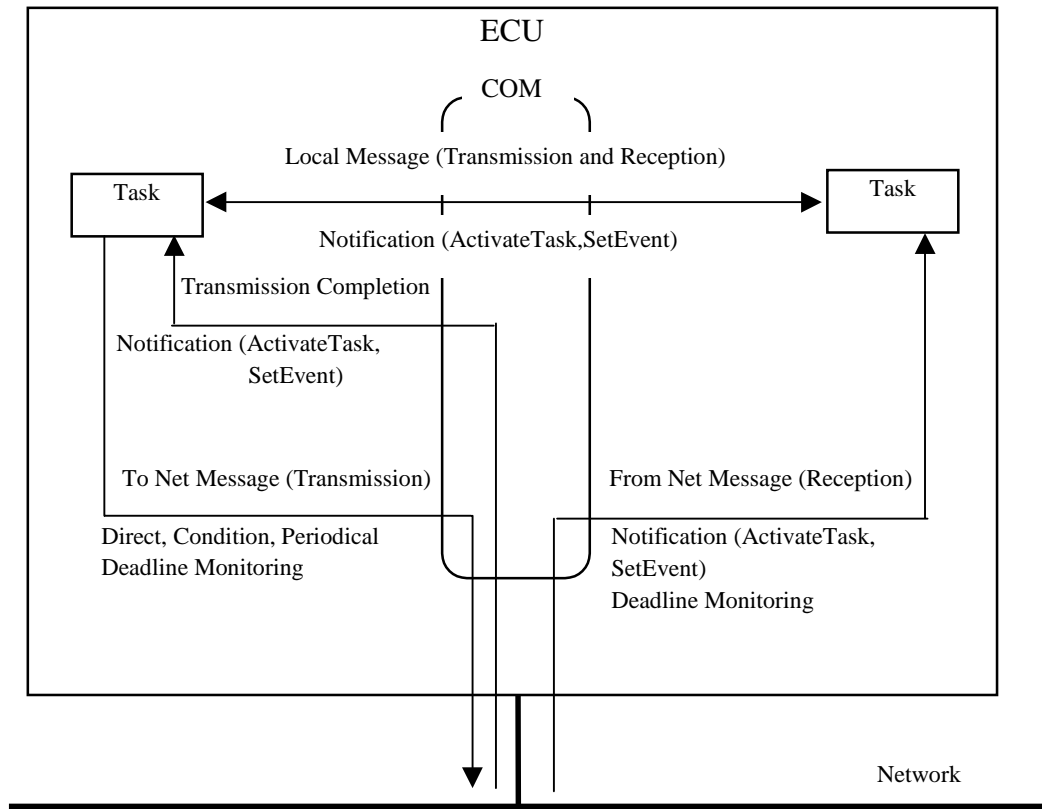 ECU
COM
Local Message (Transmission and Reception)
Task
Task
Notification (ActivateTask,SetEvent)
Transmission Completion
Notification (ActivateTask,
SetEvent)
To Net Message (Transmission)
Direct, Condition, Periodical
Deadline Monitoring
From Net Message (Reception)
Notification (ActivateTask,
SetEvent)
Deadline Monitoring
Network